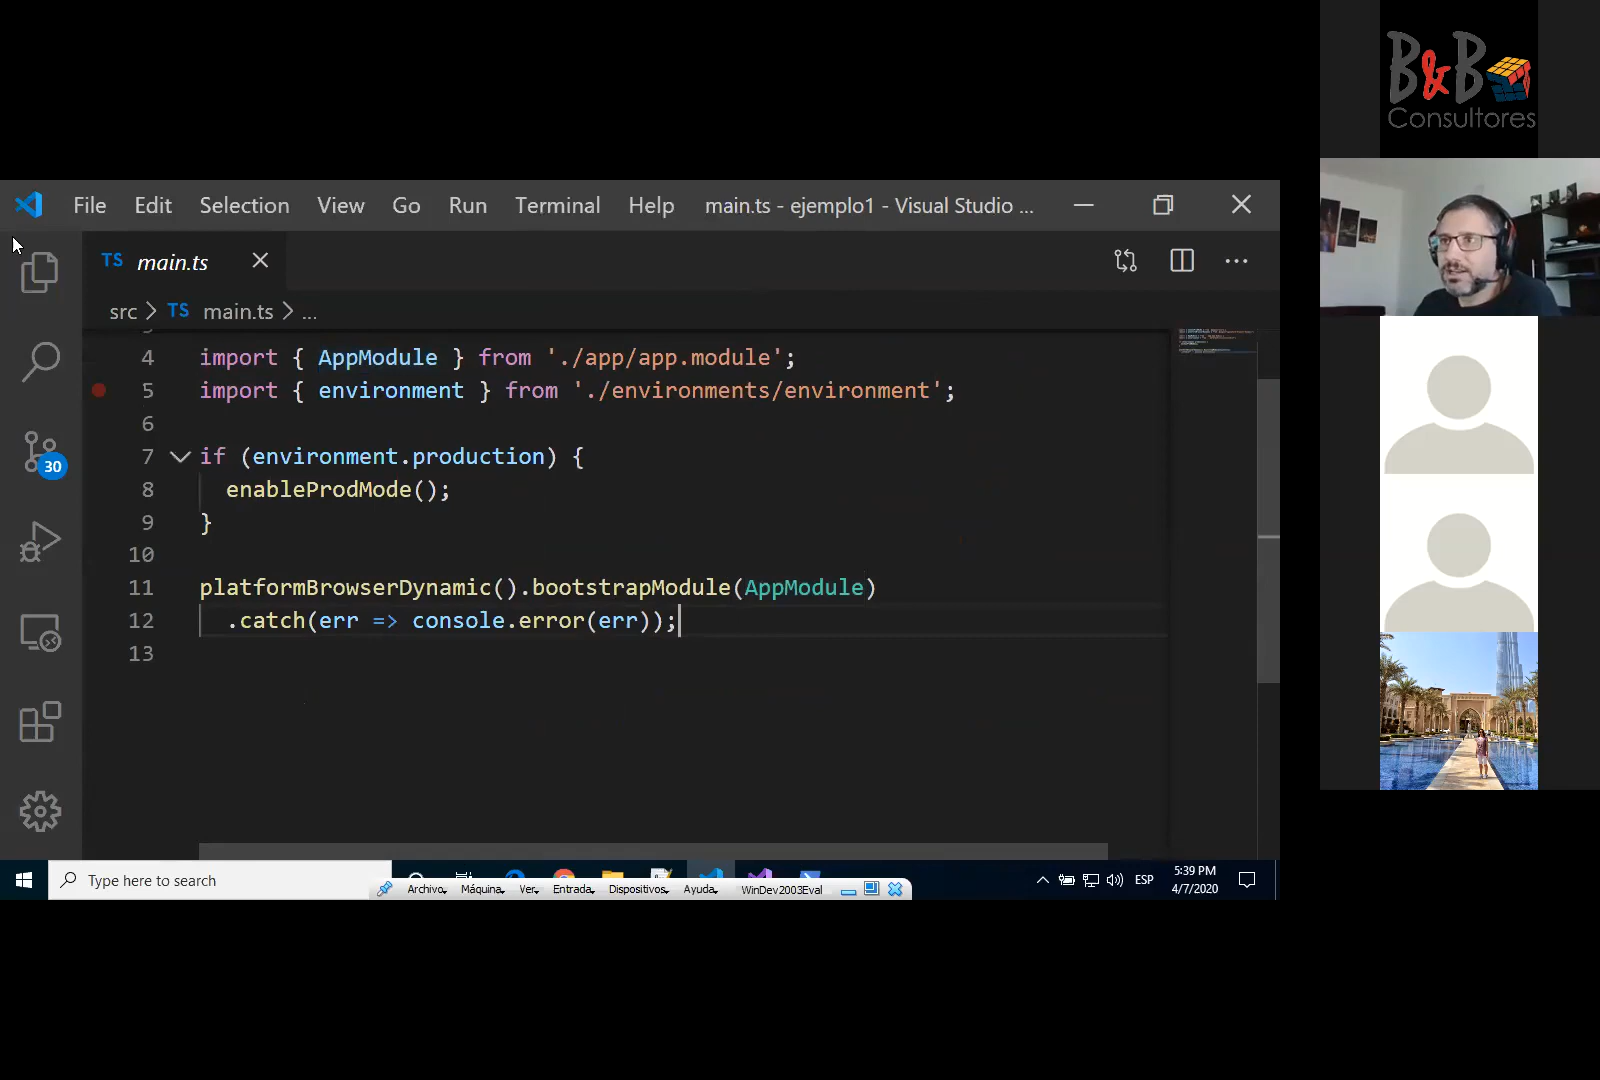 B&B
Consultores
File Edit Selection View Go Run Terminal Help main.ts - ejemplo1 - Visual Studio ...
TS main.ts
src > TS main.ts > ...
4 import { AppModule } from './app/app.module';
5 import { environment } from './environments/environment';
6
7 if (environment.production) {
8 enableProdMode();
9 }
10
11 platformBrowserDynamic().bootstrapModule(AppModule)
12 .catch(err => console.error(err));
13
30
Type here to search
Archivo Máquina Ver Entrada Dispositivos Ayuda WinDev2003Eval
ESP
5:39 PM
4/7/2020